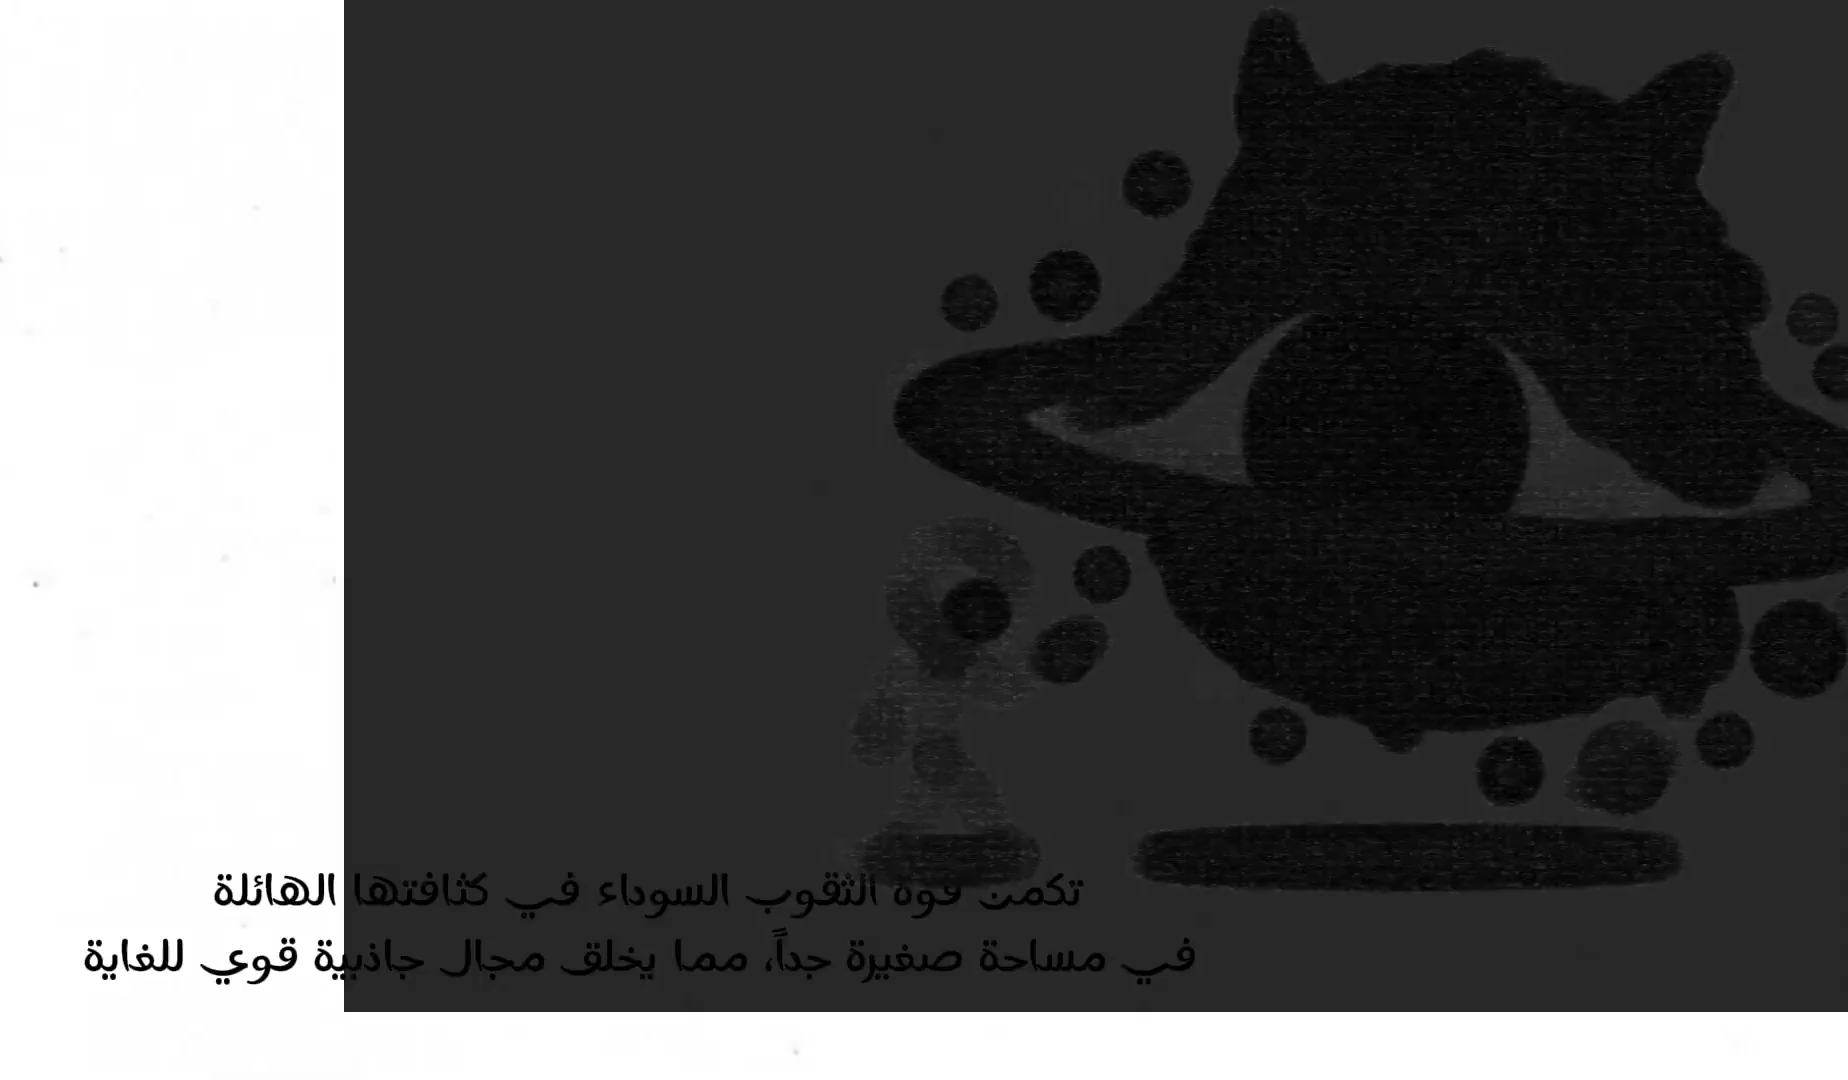 تكمن قوة الثقوب السوداء في كثافتها الهائلة
في مساحة صغيرة جداً، مما يخلق مجال جاذبية قوي للغاية